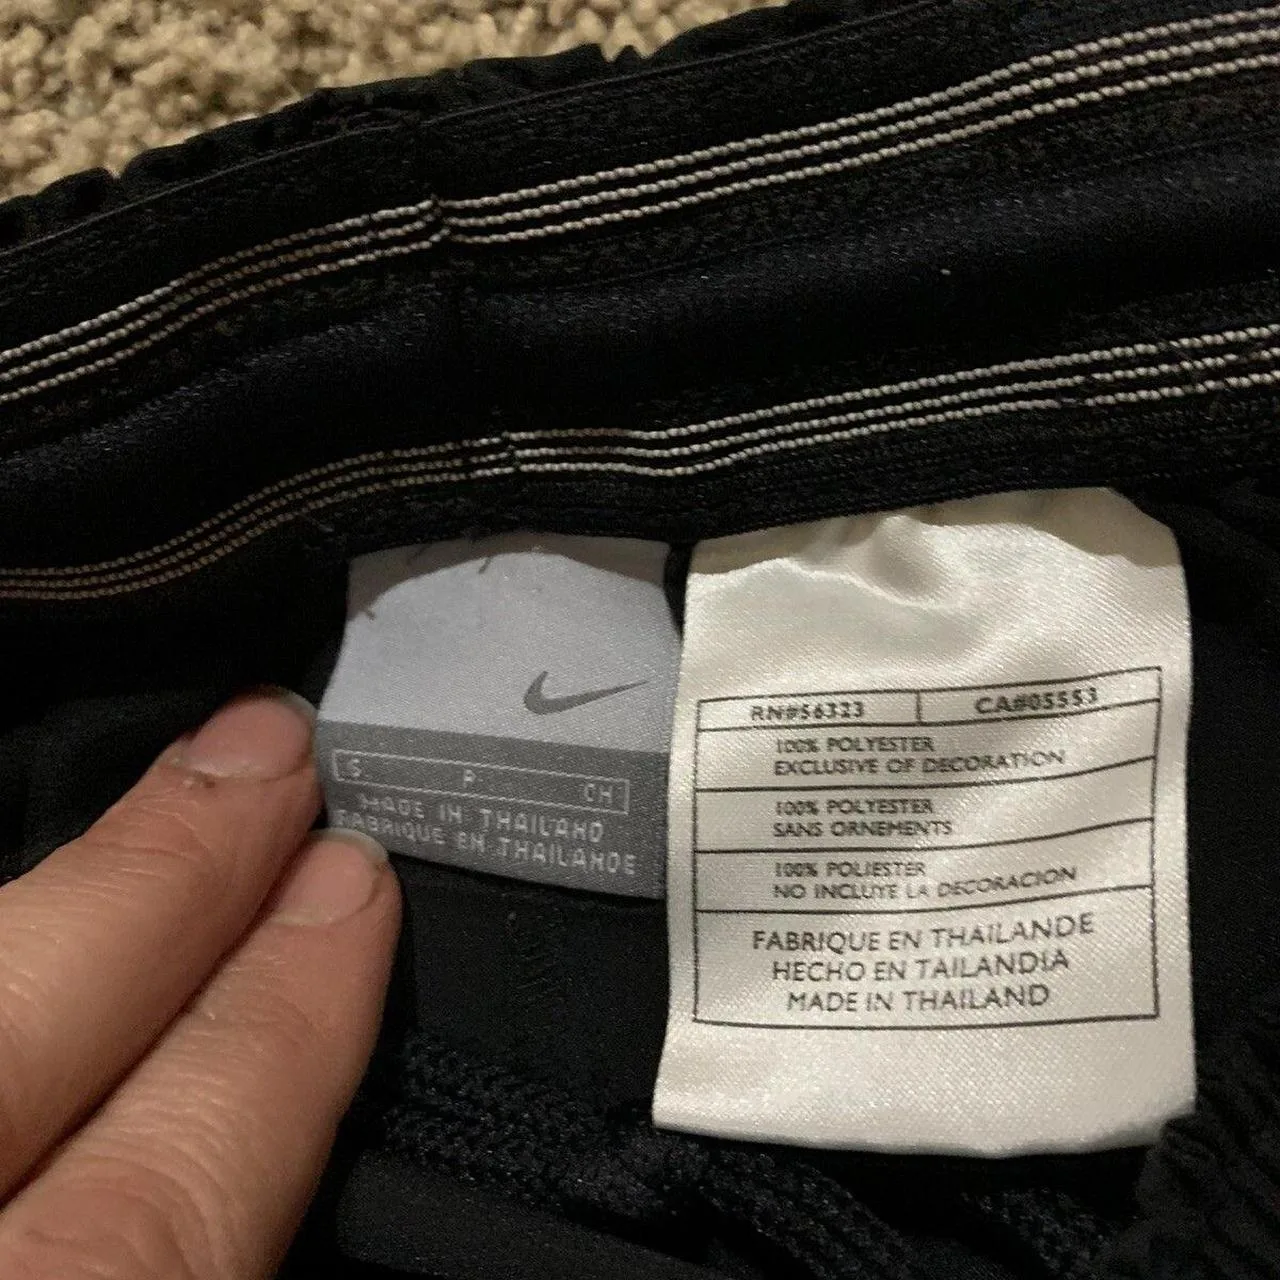 S P CH
MADE IN THAILAND
FABRIQUE EN THAILANDE
RN#56323 CA#05553
100% POLYESTER
EXCLUSIVE OF DECORATION
100% POLYESTER
SANS ORNEMENTS
100% POLIESTER
NO INCLUYE LA DECORACION
FABRIQUE EN THAILANDE
HECHO EN TAILANDIA
MADE IN THAILAND